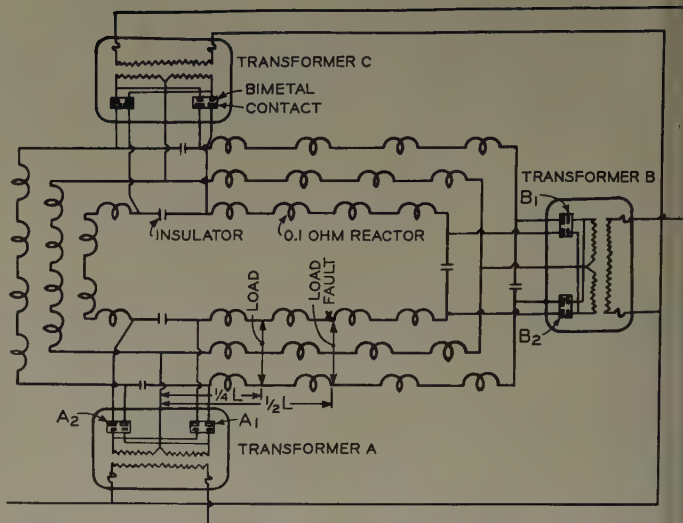 TRANSFORMER C
BIMETAL
CONTACT
TRANSFORMER B
B1
INSULATOR
0.1 OHM REACTOR
LOAD
LOAD
FAULT
X
B2
¼ L
½ L
A2
A1
TRANSFORMER A